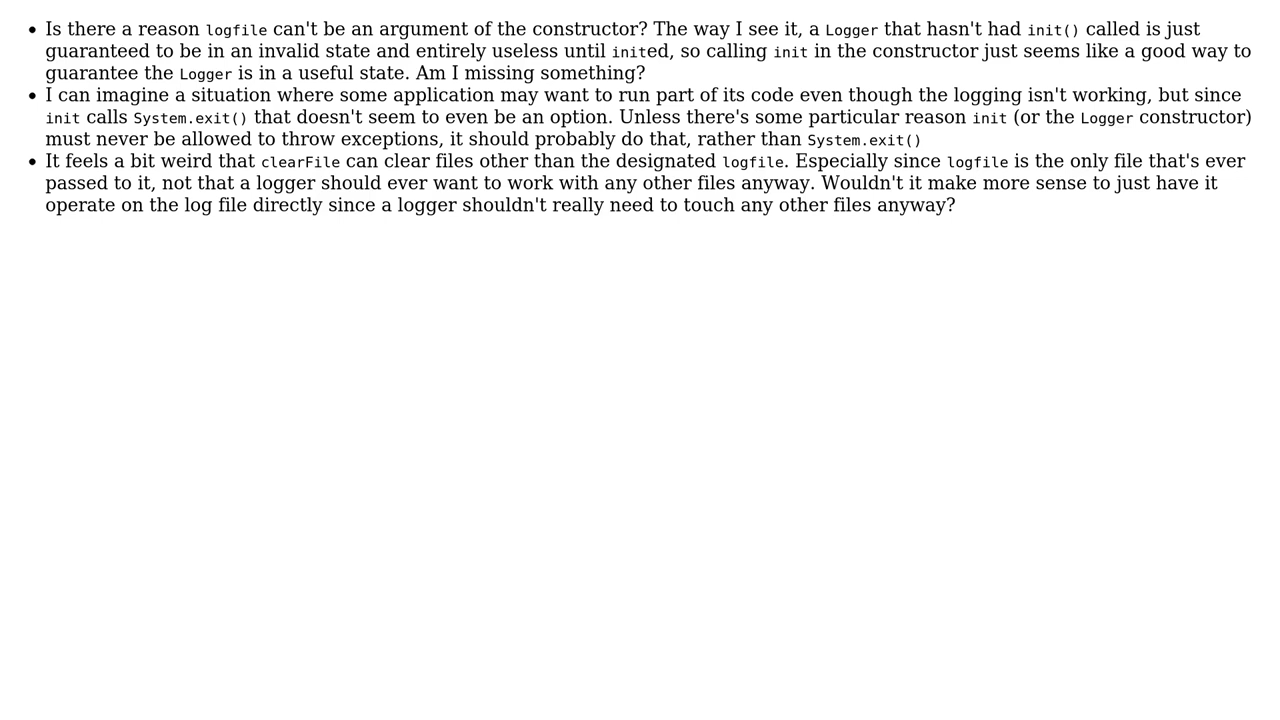 • Is there a reason logfile can't be an argument of the constructor? The way I see it, a Logger that hasn't had init() called is just
guaranteed to be in an invalid state and entirely useless until inited, so calling init in the constructor just seems like a good way to
guarantee the Logger is in a useful state. Am I missing something?
• I can imagine a situation where some application may want to run part of its code even though the logging isn't working, but since
init calls System.exit() that doesn't seem to even be an option. Unless there's some particular reason init (or the Logger constructor)
must never be allowed to throw exceptions, it should probably do that, rather than System.exit()
• It feels a bit weird that clearFile can clear files other than the designated logfile. Especially since logfile is the only file that's ever
passed to it, not that a logger should ever want to work with any other files anyway. Wouldn't it make more sense to just have it
operate on the log file directly since a logger shouldn't really need to touch any other files anyway?